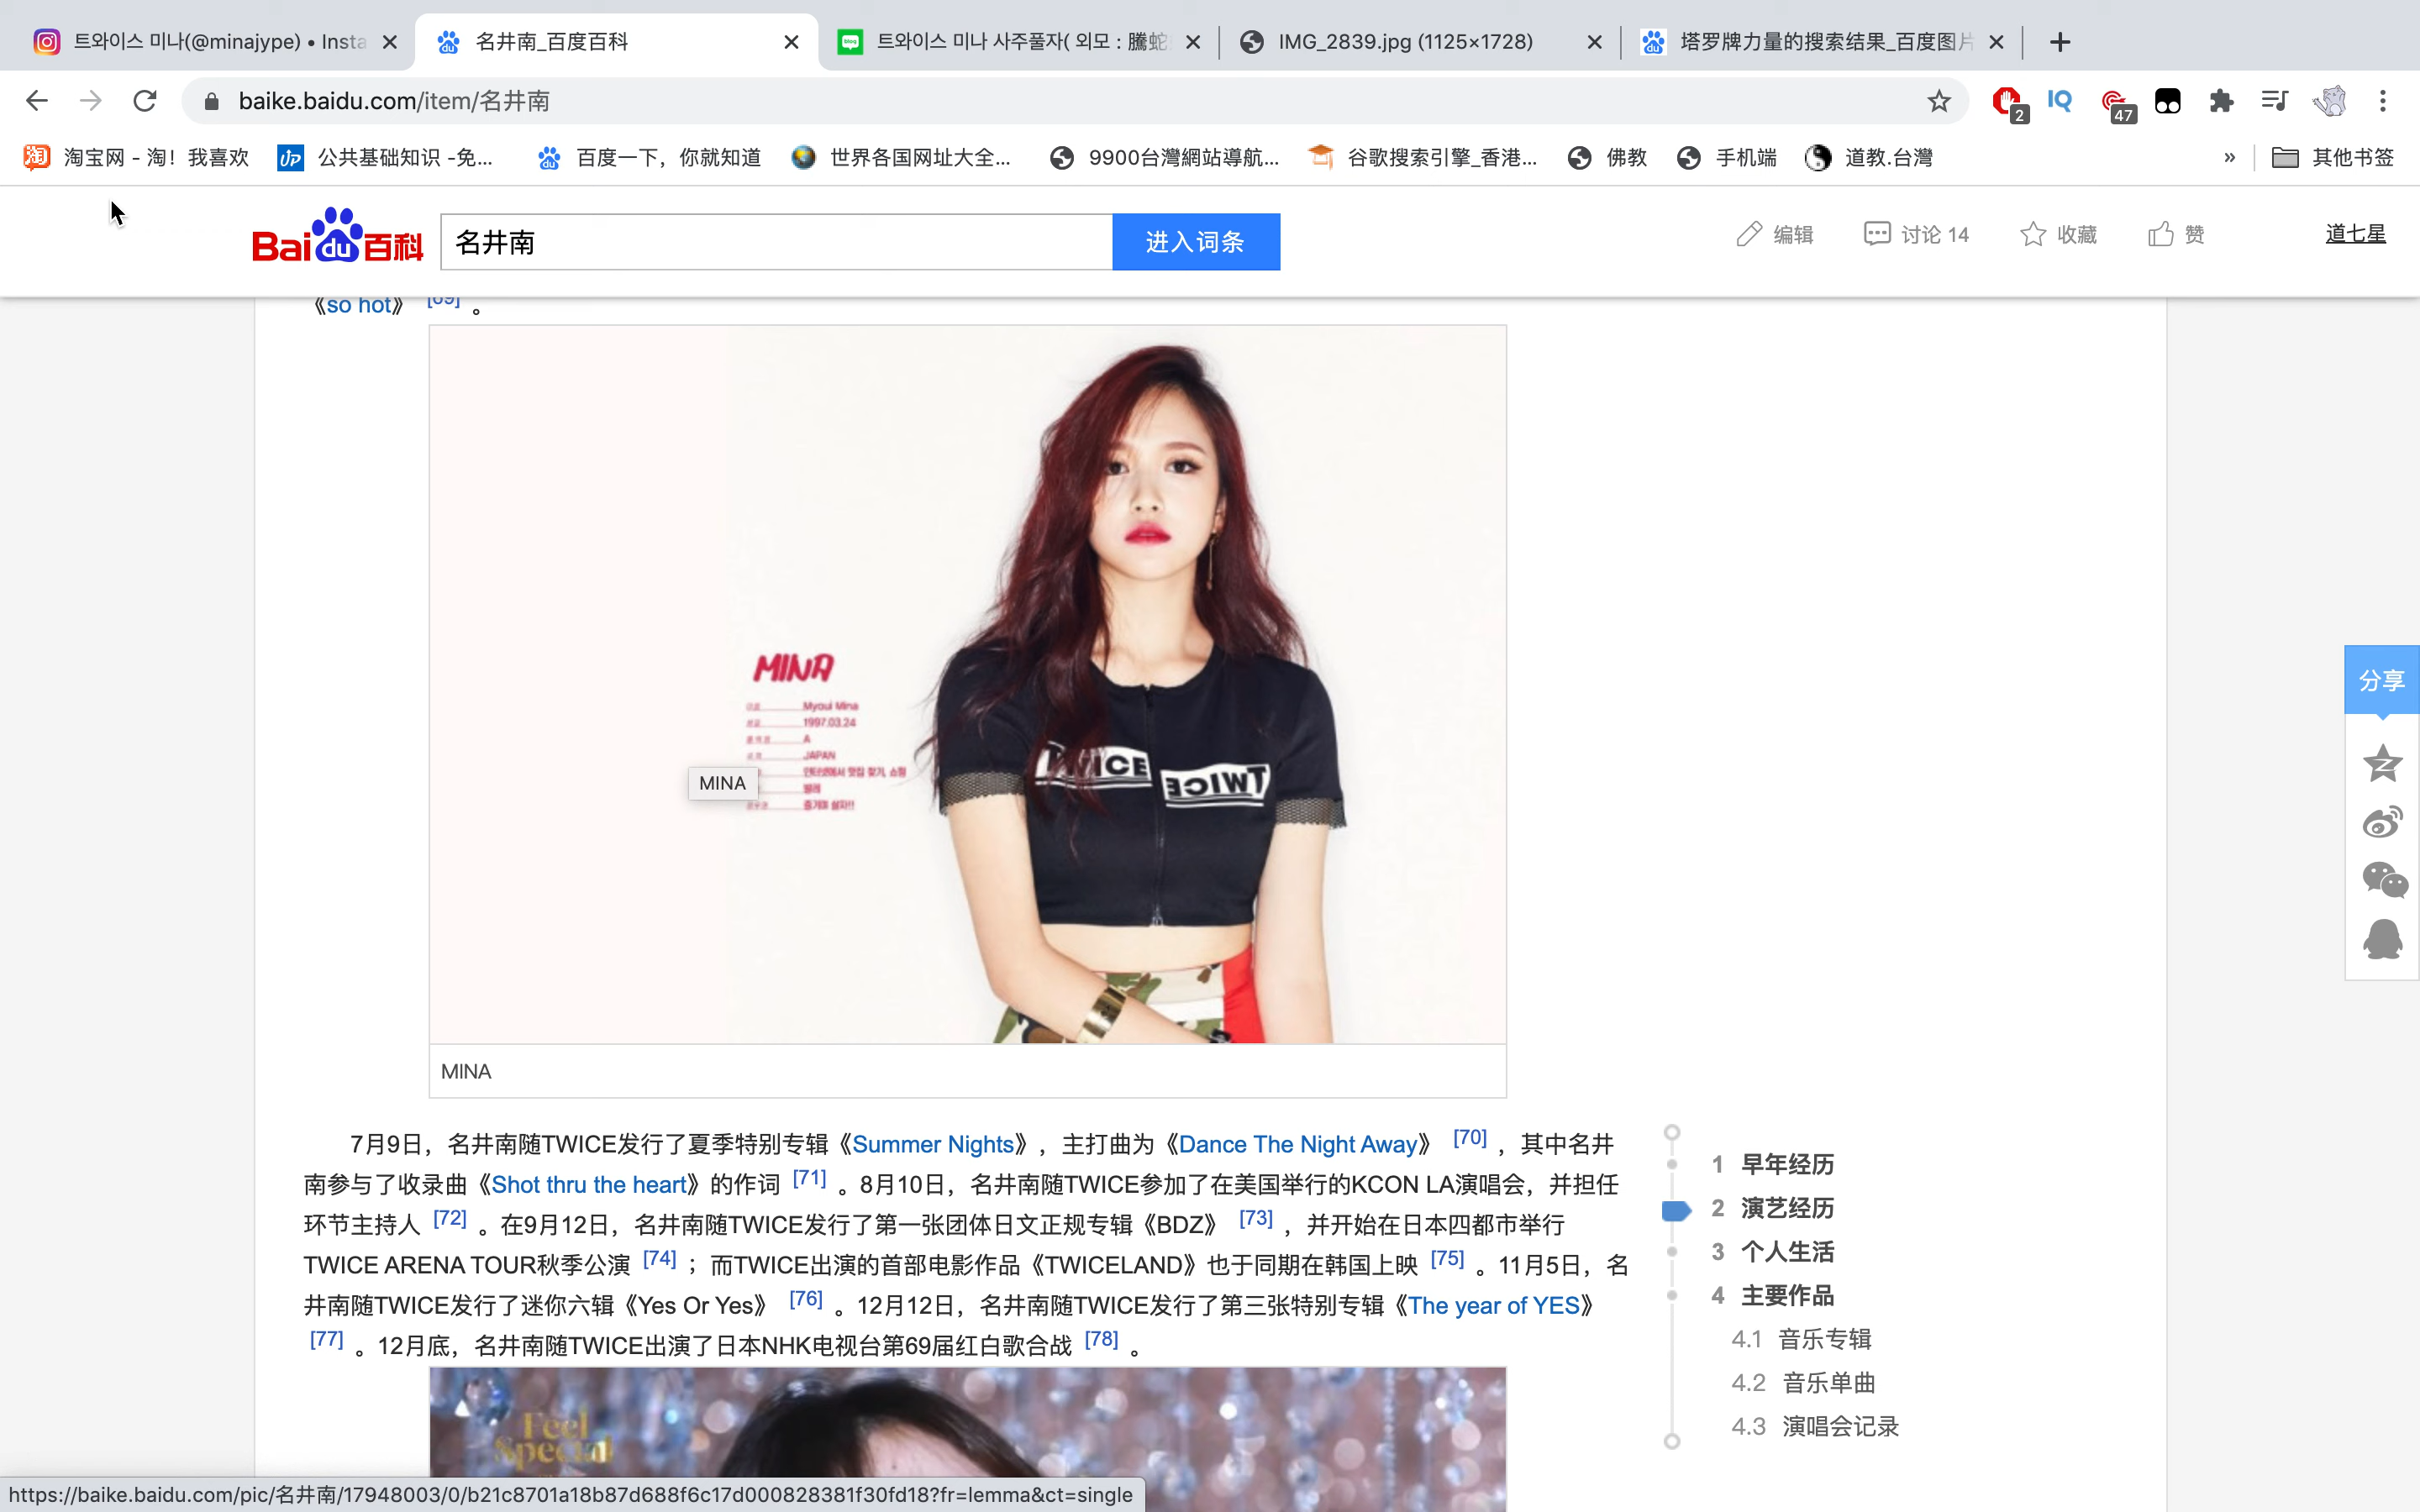 트와이스 미나(@minajype) • Insta
名井南_百度百科
트와이스 미나 사주풀자( 외모 : 騰蛇
IMG_2839.jpg (1125×1728)
塔罗牌力量的搜索结果_百度图片
baike.baidu.com/item/名井南
2
IQ
47
淘宝网 - 淘！我喜欢
公共基础知识 -免...
百度一下，你就知道
世界各国网址大全...
9900台灣網站導航...
谷歌搜索引擎_香港...
佛教
手机端
道教.台灣
»
其他书签
Bai du 百科
名井南
进入词条
编辑
讨论 14
收藏
赞
道七星
《so hot》 [69] 。
MINA
Myoui Mina
1997.03.24
A
JAPAN
인터넷에서 맛집 찾기, 쇼핑
발레
즐기며 살자!!
MINA
TWICE
TWICE
MINA
7月9日，名井南随TWICE发行了夏季特别专辑《Summer Nights》，主打曲为《Dance The Night Away》 [70] ，其中名井
南参与了收录曲《Shot thru the heart》的作词 [71] 。8月10日，名井南随TWICE参加了在美国举行的KCON LA演唱会，并担任
环节主持人 [72] 。在9月12日，名井南随TWICE发行了第一张团体日文正规专辑《BDZ》 [73] ，并开始在日本四都市举行
TWICE ARENA TOUR秋季公演 [74] ；而TWICE出演的首部电影作品《TWICELAND》也于同期在韩国上映 [75] 。11月5日，名
井南随TWICE发行了迷你六辑《Yes Or Yes》 [76] 。12月12日，名井南随TWICE发行了第三张特别专辑《The year of YES》
[77] 。12月底，名井南随TWICE出演了日本NHK电视台第69届红白歌合战 [78] 。
Feel
Special
分享
1 早年经历
2 演艺经历
3 个人生活
4 主要作品
4.1 音乐专辑
4.2 音乐单曲
4.3 演唱会记录
https://baike.baidu.com/pic/名井南/17948003/0/b21c8701a18b87d688f6c17d000828381f30fd18?fr=lemma&ct=single